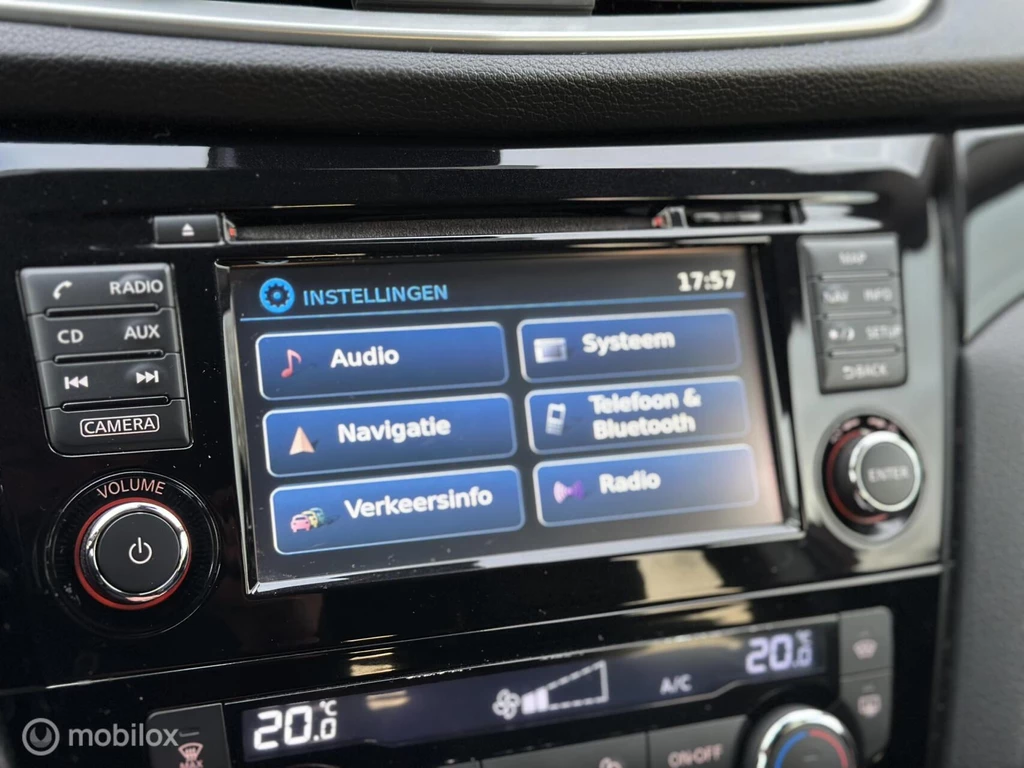 RADIO
CD AUX
CAMERA
VOLUME
INSTELLINGEN 17:57
Audio
Systeem
Navigatie
Telefoon &
Bluetooth
Verkeersinfo
Radio
MAP
NAV INFO
SETUP
BACK
ENTER
20.0°C
A/C
20.0
MAX
ON·OFF
mobilox